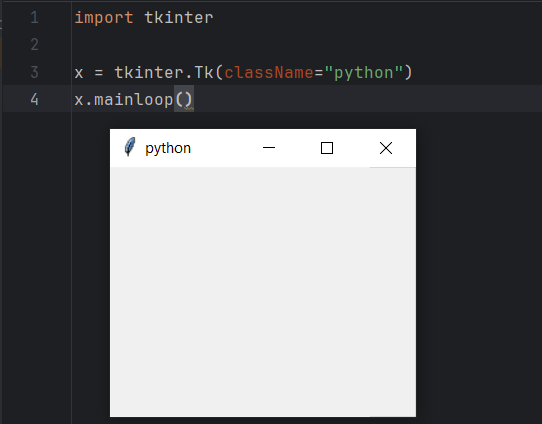 1 import tkinter
2
3 x = tkinter.Tk(className="python")
4 x.mainloop()
python